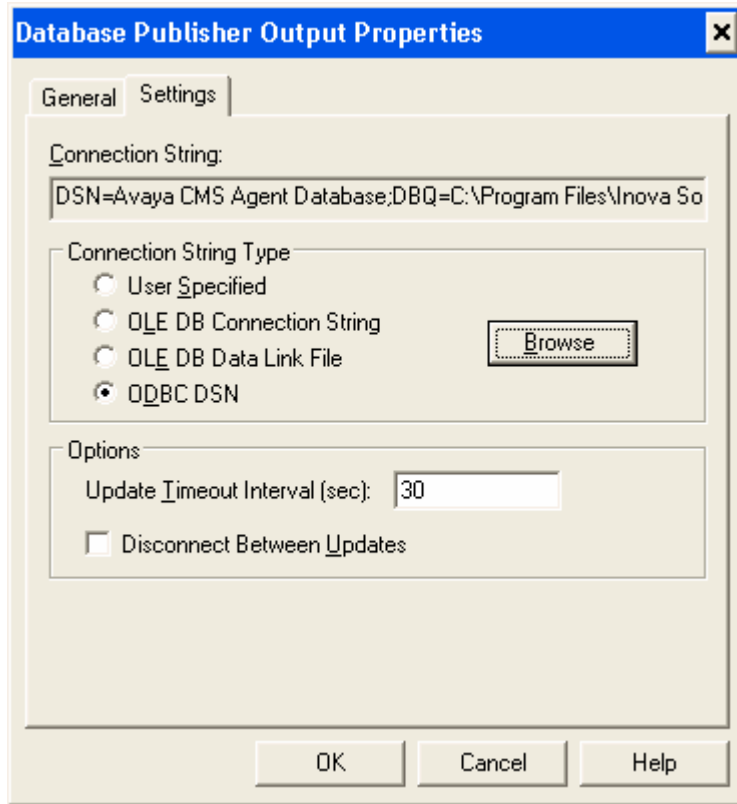 Database Publisher Output Properties
General Settings
Connection String:
DSN=Avaya CMS Agent Database;DBQ=C:\Program Files\Inova So
Connection String Type
User Specified
OLE DB Connection String
OLE DB Data Link File
Browse
ODBC DSN
Options
Update Timeout Interval (sec): 30
Disconnect Between Updates
OK Cancel Help